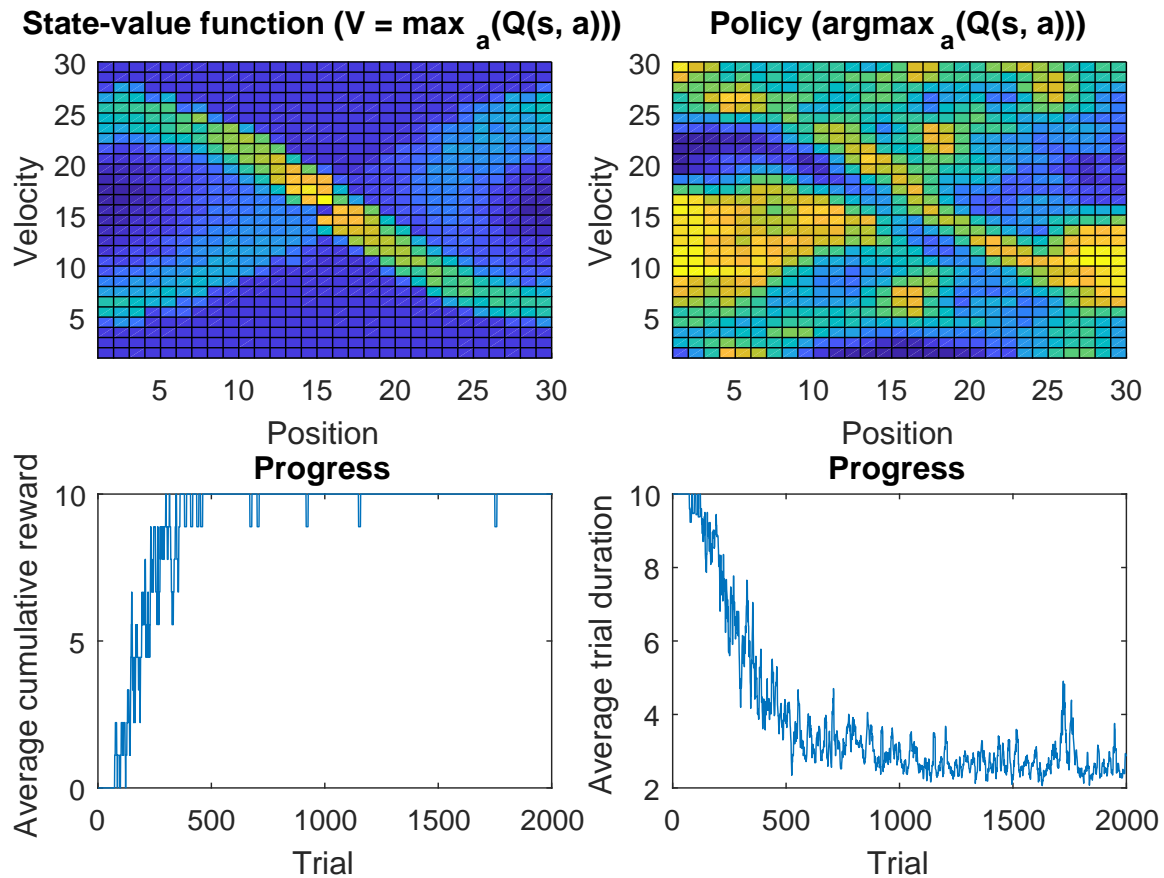 State-value function (V = max a(Q(s, a)))
Policy (argmax a(Q(s, a)))
30
25
20
15
10
5
Velocity
5 10 15 20 25 30
Position
30
25
20
15
10
5
Velocity
5 10 15 20 25 30
Position
Progress
10
5
0
Average cumulative reward
0 500 1000 1500 2000
Trial
Progress
10
8
6
4
2
Average trial duration
0 500 1000 1500 2000
Trial